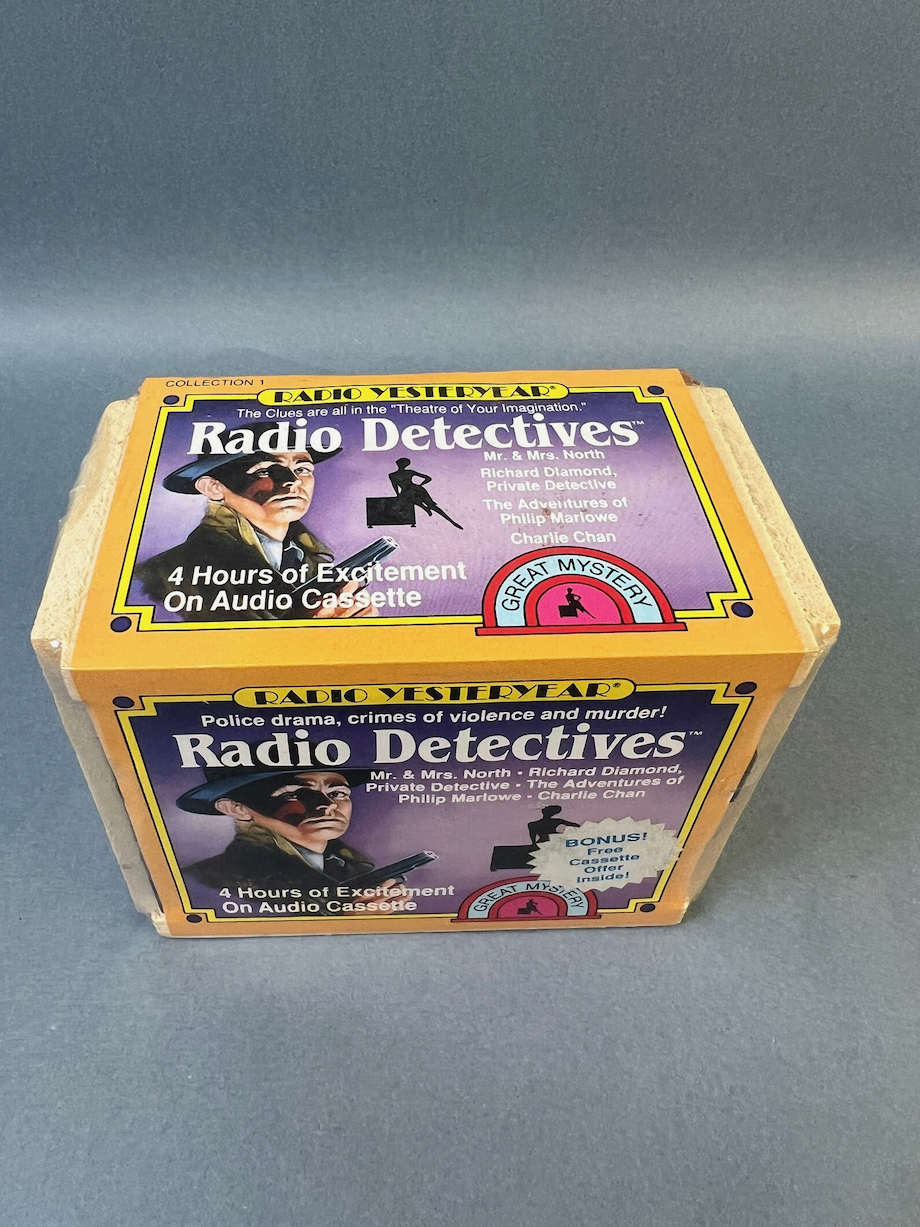 COLLECTION 1
RADIO YESTERYEAR®
The Clues are all in the "Theatre of Your Imagination."
Radio Detectives™
Mr. & Mrs. North
Richard Diamond,
Private Detective
The Adventures of
Philip Marlowe
Charlie Chan
4 Hours of Excitement
On Audio Cassette
GREAT MYSTERY
RADIO YESTERYEAR®
Police drama, crimes of violence and murder!
Radio Detectives™
Mr. & Mrs. North • Richard Diamond,
Private Detective • The Adventures of
Philip Marlowe • Charlie Chan
BONUS!
Free
Cassette
Offer
Inside!
4 Hours of Excitement
On Audio Cassette
GREAT MYSTERY